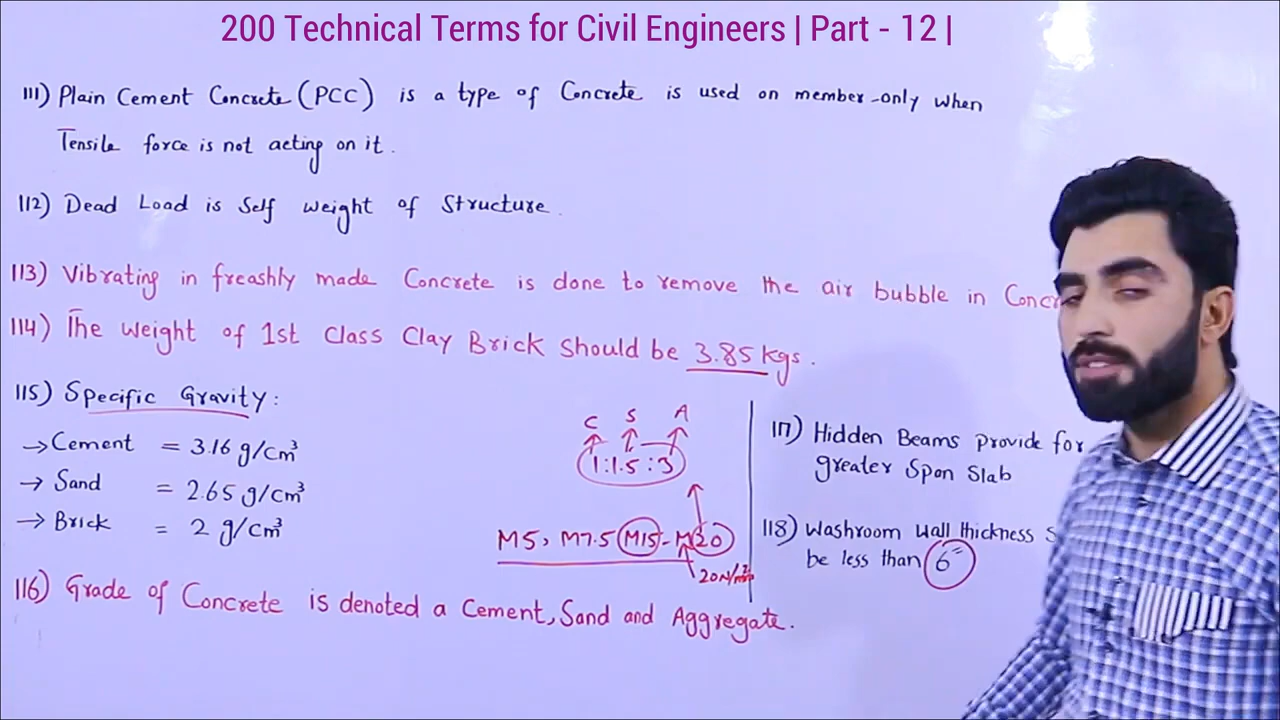 200 Technical Terms for Civil Engineers | Part - 12 |
111) Plain Cement Concrete (PCC) is a type of Concrete is used on member only when
Tensile force is not acting on it.
112) Dead Load is Self weight of Structure.
113) Vibrating in freashly made Concrete is done to remove the air bubble in
114) The weight of 1st Class Clay Brick should be 3.85 kgs.
115) Specific Gravity:
→ Cement = 3.16 g/cm³
→ Sand = 2.65 g/cm³
→ Brick = 2 g/cm³
C S A
1:1.5:3
M5, M7.5 M15 - M20
20N/mm²
116) Grade of Concrete is denoted a Cement, Sand and Aggregate.
117) Hidden Beams provide for
greater Span Slab
118) Washroom wall thickness
be less than 6"